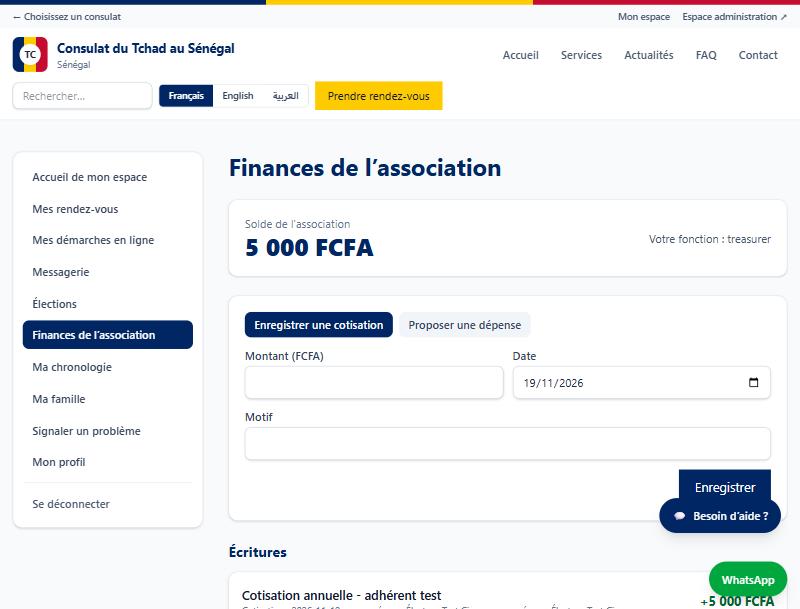 ← Choisissez un consulat
Mon espace
Espace administration ↗
TC
Consulat du Tchad au Sénégal
Sénégal
Accueil
Services
Actualités
FAQ
Contact
Rechercher...
Français
English
العربية
Prendre rendez-vous
Accueil de mon espace
Mes rendez-vous
Mes démarches en ligne
Messagerie
Élections
Finances de l’association
Ma chronologie
Ma famille
Signaler un problème
Mon profil
Se déconnecter
Finances de l’association
Solde de l’association
5 000 FCFA
Votre fonction : treasurer
Enregistrer une cotisation
Proposer une dépense
Montant (FCFA)
Date
19/11/2026
Motif
Enregistrer
Besoin d’aide ?
Écritures
WhatsApp
Cotisation annuelle - adhérent test
+5 000 FCFA